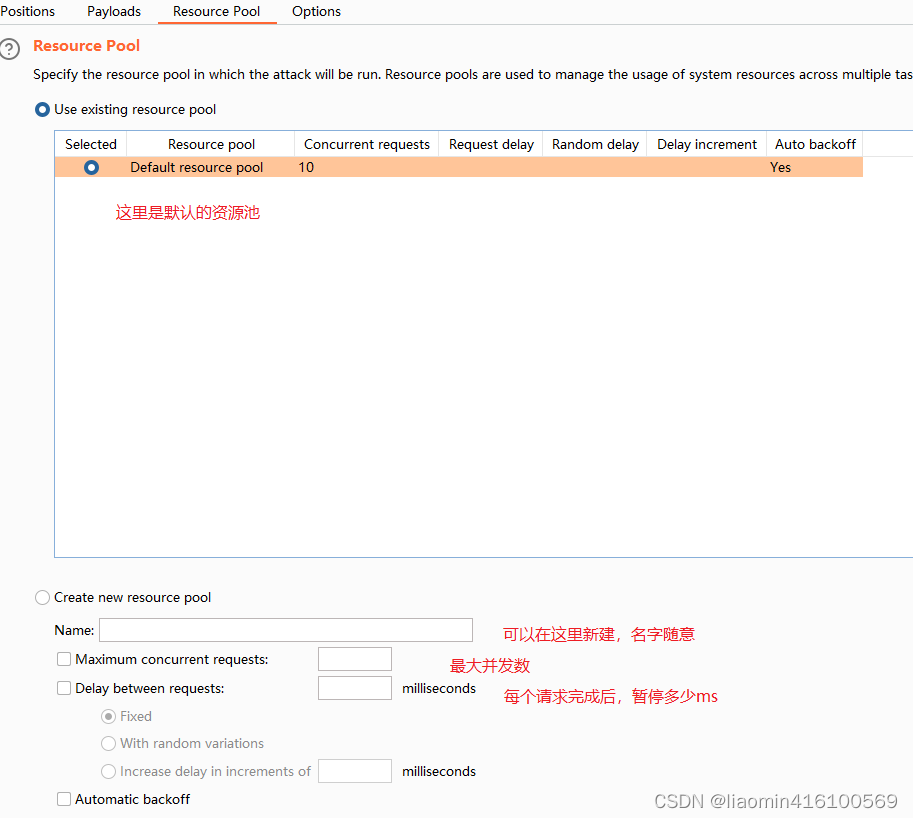 Positions Payloads Resource Pool Options
? Resource Pool
Specify the resource pool in which the attack will be run. Resource pools are used to manage the usage of system resources across multiple tas
Use existing resource pool
Selected Resource pool Concurrent requests Request delay Random delay Delay increment Auto backoff
Default resource pool 10 Yes
这里是默认的资源池
Create new resource pool
Name: 可以在这里新建，名字随意
Maximum concurrent requests: 最大并发数
Delay between requests: milliseconds 每个请求完成后，暂停多少ms
Fixed
With random variations
Increase delay in increments of milliseconds
Automatic backoff
CSDN @liaomin416100569